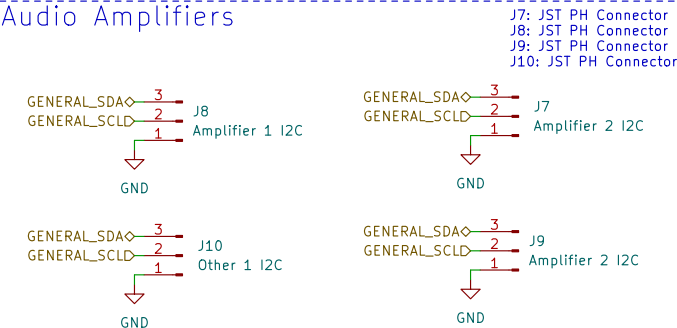 Audio Amplifiers
J7: JST PH Connector
J8: JST PH Connector
J9: JST PH Connector
J10: JST PH Connector
GENERAL_SDA 3
GENERAL_SCL 2
1
J8
Amplifier 1 I2C
GND
GENERAL_SDA 3
GENERAL_SCL 2
1
J7
Amplifier 2 I2C
GND
GENERAL_SDA 3
GENERAL_SCL 2
1
J10
Other 1 I2C
GND
GENERAL_SDA 3
GENERAL_SCL 2
1
J9
Amplifier 2 I2C
GND